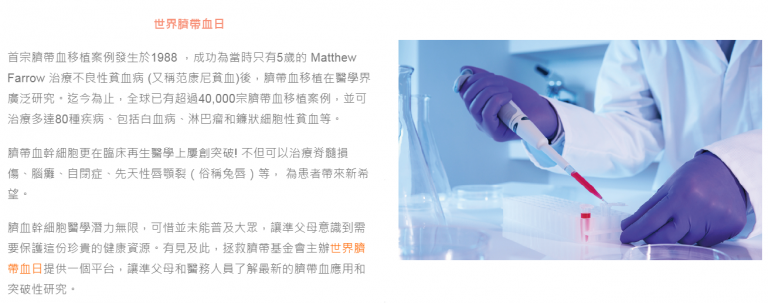 世界臍帶血日
首宗臍帶血移植案例發生於1988 ，成功為當時只有5歲的 Matthew
Farrow 治療不良性貧血病 (又稱范康尼貧血)後，臍帶血移植在醫學界
廣泛研究。迄今為止，全球已有超過40,000宗臍帶血移植案例，並可
治療多達80種疾病、包括白血病、淋巴瘤和鐮狀細胞性貧血等。
臍帶血幹細胞更在臨床再生醫學上屢創突破! 不但可以治療脊髓損
傷、腦癱、自閉症、先天性唇顎裂（俗稱兔唇）等， 為患者帶來新希
望。
臍血幹細胞醫學潛力無限，可惜並未能普及大眾，讓準父母意識到需
要保護這份珍貴的健康資源。有見及此，拯救臍帶基金會主辦世界臍
帶血日提供一個平台，讓準父母和醫務人員了解最新的臍帶血應用和
突破性研究。